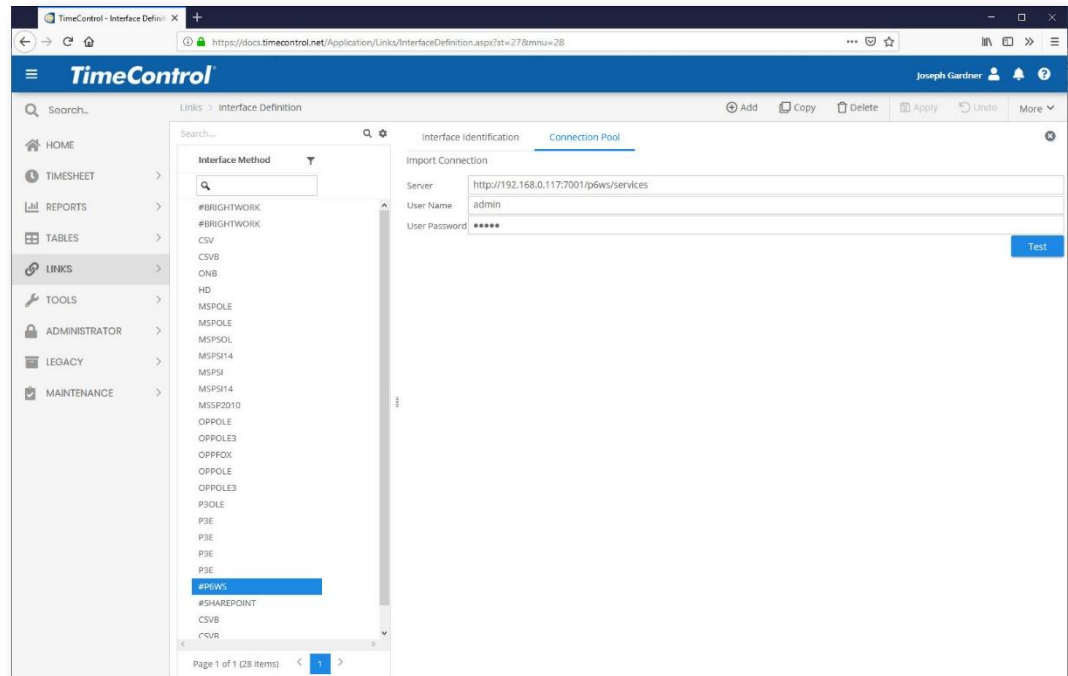 TimeControl - Interface Definiti
https://docs.timecontrol.net/Application/Links/InterfaceDefinition.aspx?st=27&mnu=28
TimeControl
Joseph Gardner
Search...
Links > Interface Definition
Add
Copy
Delete
Apply
Undo
More
HOME
TIMESHEET
REPORTS
TABLES
LINKS
TOOLS
ADMINISTRATOR
LEGACY
MAINTENANCE
Search...
Interface Method
#BRIGHTWORK
#BRIGHTWORK
CSV
CSVB
ONB
HD
MSPOLE
MSPOLE
MSPSOL
MSPSI14
MSPSI
MSPSI14
MSSP2010
OPPOLE
OPPOLE3
OPPFOX
OPPOLE
OPPOLE3
P3OLE
P3E
P3E
P3E
P3E
#P6WS
#SHAREPOINT
CSVB
CSVB
Page 1 of 1 (28 items) < 1 >
Interface Identification
Connection Pool
Import Connection
Server http://192.168.0.117:7001/p6ws/services
User Name admin
User Password •••••
Test